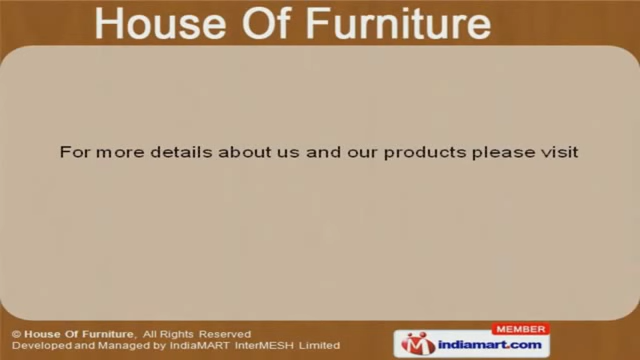 House Of Furniture
For more details about us and our products please visit
© House Of Furniture, All Rights Reserved
Developed and Managed by IndiaMART InterMESH Limited
MEMBER
indiamart.com